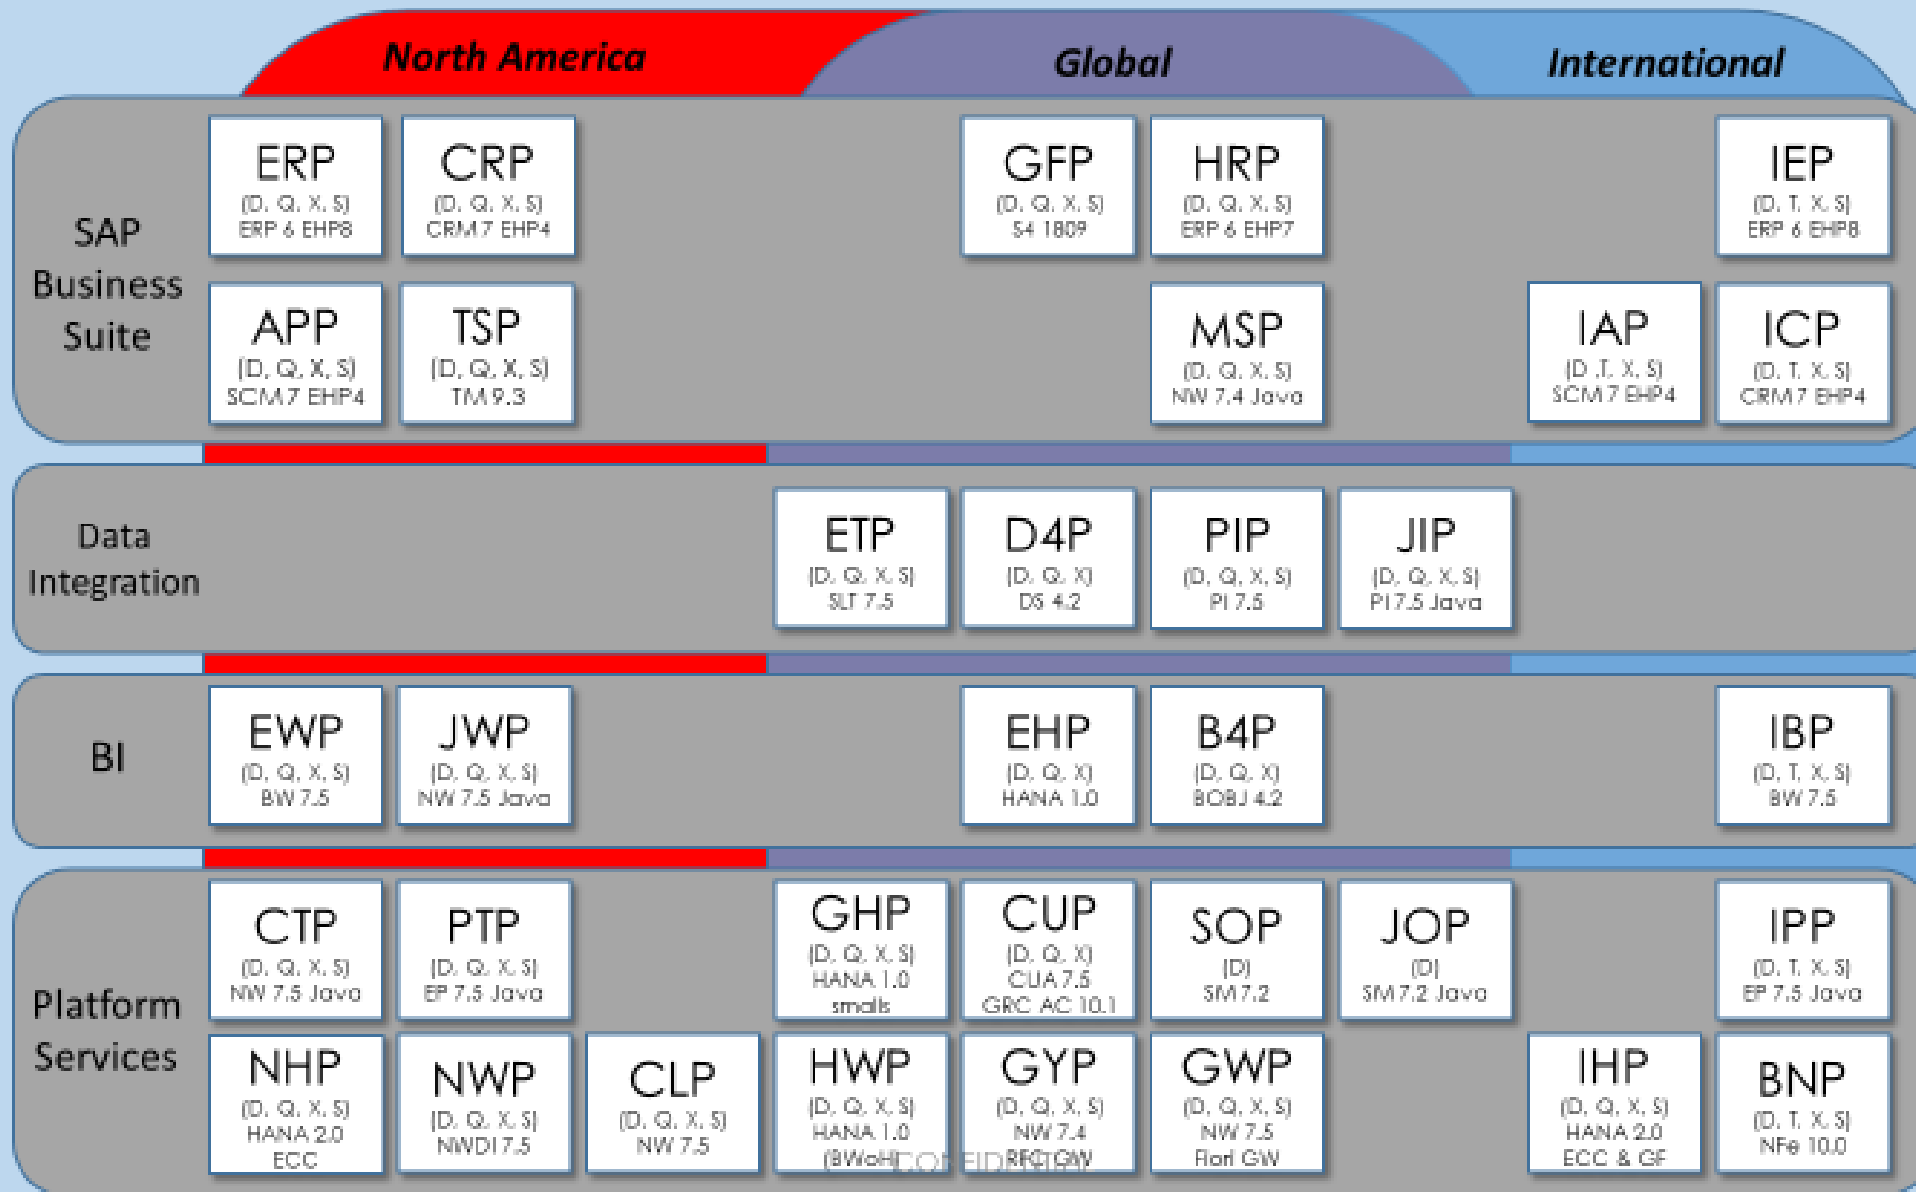 North America
Global
International
SAP
Business
Suite
ERP
(D, Q, X, S)
ERP 6 EHP8
CRP
(D, Q, X, S)
CRM 7 EHP4
GFP
(D, Q, X, S)
S4 1809
HRP
(D, Q, X, S)
ERP 6 EHP7
IEP
(D, T, X, S)
ERP 6 EHP8
APP
(D, Q, X, S)
SCM 7 EHP4
TSP
(D, Q, X, S)
TM 9.3
MSP
(D, Q, X, S)
NW 7.4 Java
IAP
(D ,T, X, S)
SCM 7 EHP4
ICP
(D, T, X, S)
CRM 7 EHP4
Data
Integration
ETP
(D, Q, X, S)
SLT 7.5
D4P
(D, Q, X)
DS 4.2
PIP
(D, Q, X, S)
PI 7.5
JIP
(D, Q, X, S)
PI 7.5 Java
BI
EWP
(D, Q, X, S)
BW 7.5
JWP
(D, Q, X, S)
NW 7.5 Java
EHP
(D, Q, X)
HANA 1.0
B4P
(D, Q, X)
BOBJ 4.2
IBP
(D, T, X, S)
BW 7.5
Platform
Services
CTP
(D, Q, X, S)
NW 7.5 Java
PTP
(D, Q, X, S)
EP 7.5 Java
GHP
(D, Q, X, S)
HANA 1.0
smalls
CUP
(D, Q, X)
CUA 7.5
GRC AC 10.1
SOP
(D)
SM 7.2
JOP
(D)
SM 7.2 Java
IPP
(D, T, X, S)
EP 7.5 Java
NHP
(D, Q, X, S)
HANA 2.0
ECC
NWP
(D, Q, X, S)
NWDI 7.5
CLP
(D, Q, X, S)
NW 7.5
HWP
(D, Q, X, S)
HANA 1.0
(BWoH)
GYP
(D, Q, X, S)
NW 7.4
RFC GW
GWP
(D, Q, X, S)
NW 7.5
Fiori GW
IHP
(D, Q, X, S)
HANA 2.0
ECC & GF
BNP
(D, T, X, S)
NFe 10.0
CONFIDENTIAL